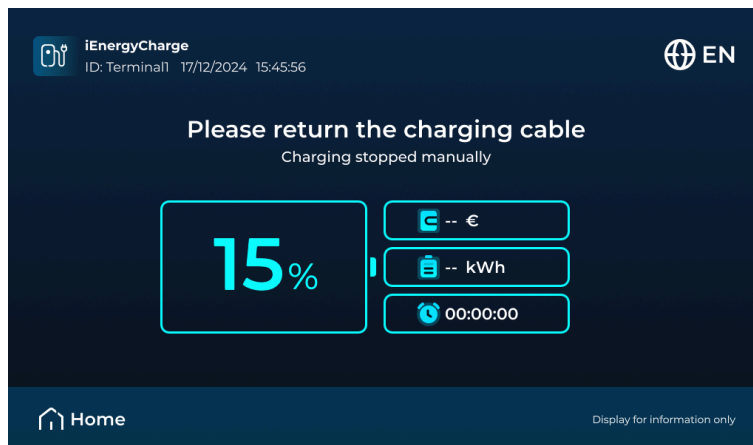 iEnergyCharge
ID: Terminal1 17/12/2024 15:45:56
EN
Please return the charging cable
Charging stopped manually
15%
-- €
-- kWh
00:00:00
Home
Display for information only